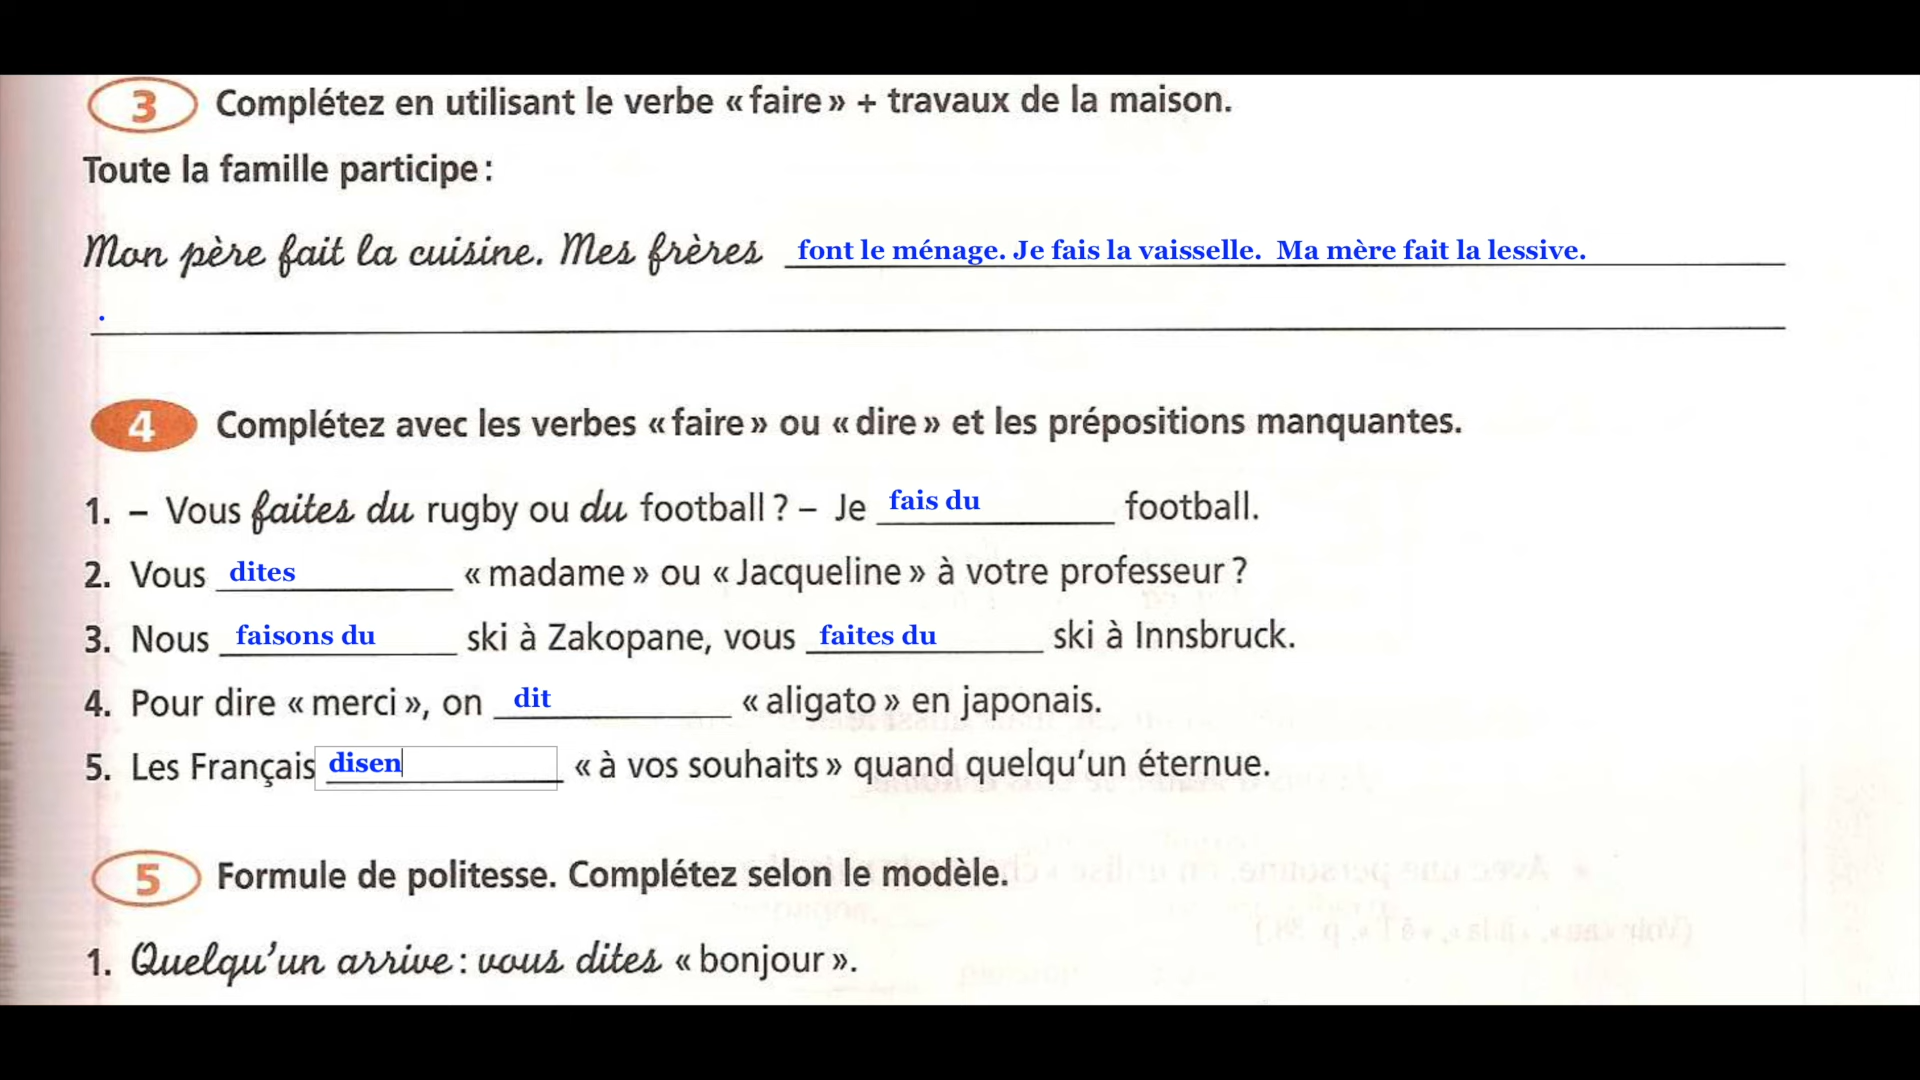 3 Complétez en utilisant le verbe « faire » + travaux de la maison.
Toute la famille participe :
Mon père fait la cuisine. Mes frères font le ménage. Je fais la vaisselle. Ma mère fait la lessive.
.
4 Complétez avec les verbes « faire » ou « dire » et les prépositions manquantes.
1. – Vous faites du rugby ou du football ? – Je fais du football.
2. Vous dites « madame » ou « Jacqueline » à votre professeur ?
3. Nous faisons du ski à Zakopane, vous faites du ski à Innsbruck.
4. Pour dire « merci », on dit « aligato » en japonais.
5. Les Français disen « à vos souhaits » quand quelqu'un éternue.
5 Formule de politesse. Complétez selon le modèle.
1. Quelqu'un arrive : vous dites « bonjour ».